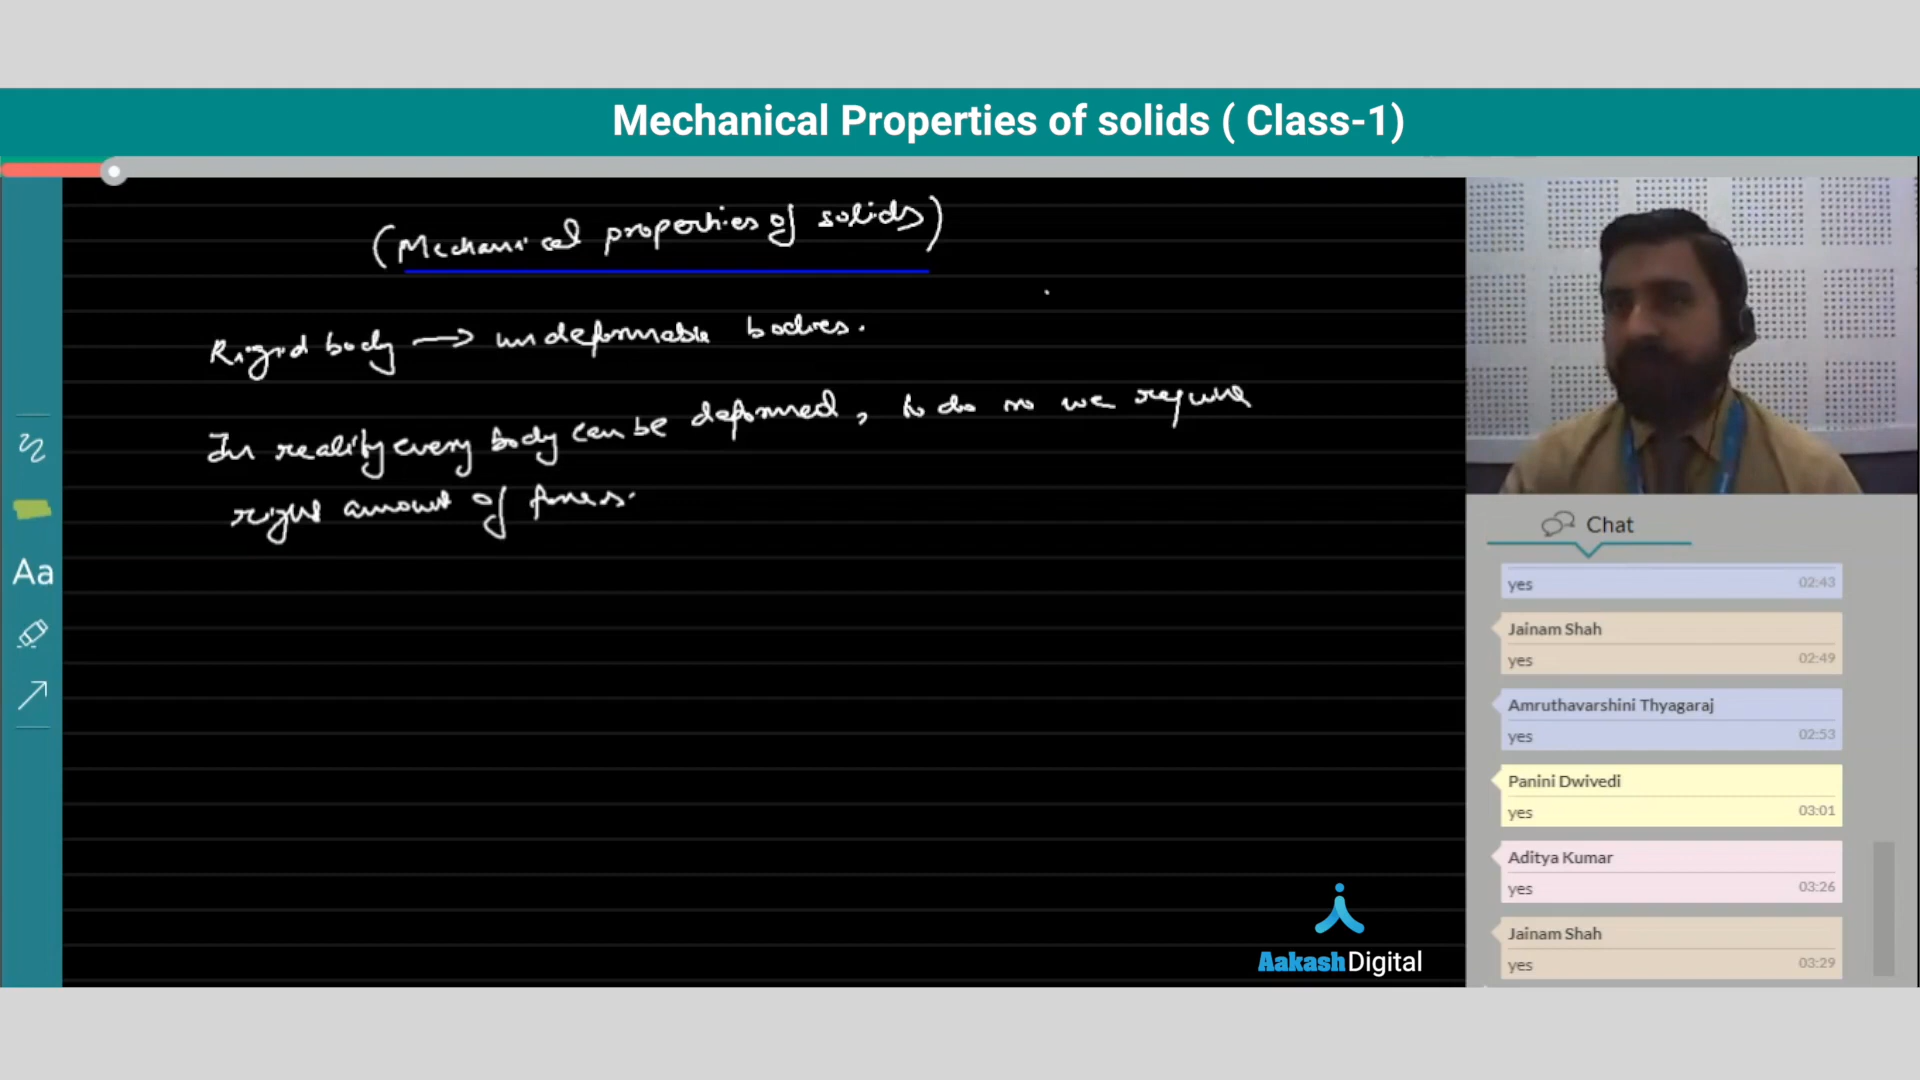 Mechanical Properties of solids ( Class-1)
(Mechanical properties of solids)
Rigid body → undeformable bodies.
In reality every body can be deformed, to do so we require
right amount of forces.
Aa
AakashDigital
Chat
yes 02:43
Jainam Shah
yes 02:49
Amruthavarshini Thyagaraj
yes 02:53
Panini Dwivedi
yes 03:01
Aditya Kumar
yes 03:26
Jainam Shah
yes 03:29